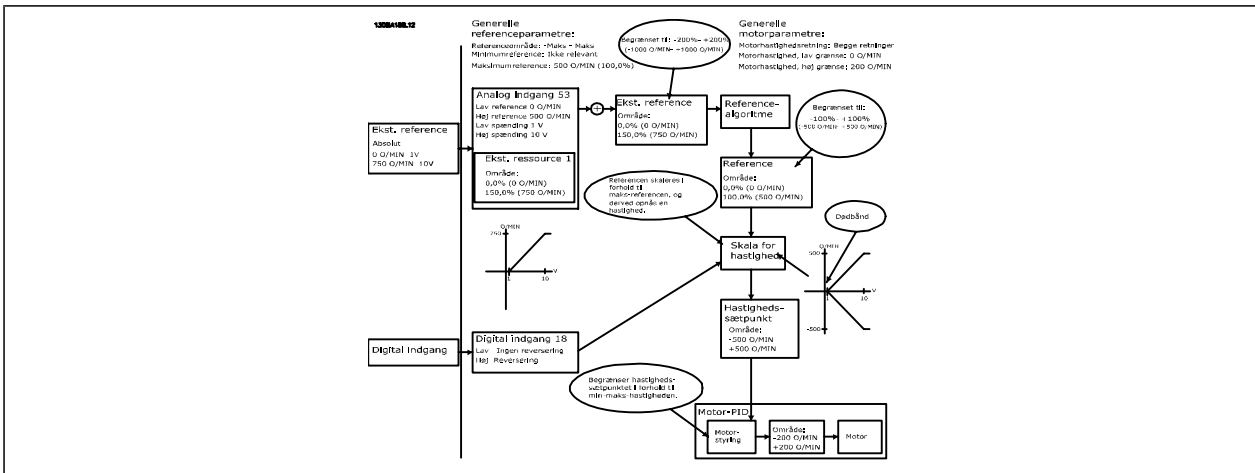 130BA188.12
Generelle
referenceparametre:
Referenceområde: -Maks - Maks
Minimumreference: Ikke relevant
Maksimumreference: 500 O/MIN (100,0%)
Begrænset til: -200%- +200%
(-1000 O/MIN- +1000 O/MIN)
Generelle
motorparametre:
Motorhastighedsretning: Begge retninger
Motorhastighed, lav grænse: 0 O/MIN
Motorhastighed, høj grænse: 200 O/MIN
Ekst. reference
Absolut
0 O/MIN 1V
750 O/MIN 10V
Analog indgang 53
Lav reference 0 O/MIN
Høj reference 500 O/MIN
Lav spænding 1 V
Høj spænding 10 V
Ekst. ressource 1
Område:
0,0% (0 O/MIN)
150,0% (750 O/MIN)
Ekst. reference
Område:
0,0% (0 O/MIN)
150,0% (750 O/MIN)
Reference-
algoritme
Begrænset til:
-100%- +100%
(-500 O/MIN- +500 O/MIN)
Reference
Område:
0,0% (0 O/MIN)
100,0% (500 O/MIN)
Referencen skaleres i
forhold til
maks-referencen, og
derved opnås en
hastighed.
Dødbånd
O/MIN
750
1
10
V
Skala for
hastighed
O/MIN
500
V
1
10
-500
Hastigheds-
sætpunkt
Område:
-500 O/MIN
+500 O/MIN
Digital indgang
Digital indgang 18
Lav Ingen reversering
Høj Reversering
Begrænser hastigheds-
sætpunktet i forhold til
min-maks-hastigheden.
Motor-PID
Motor-
styring
Område:
-200 O/MIN
+200 O/MIN
Motor